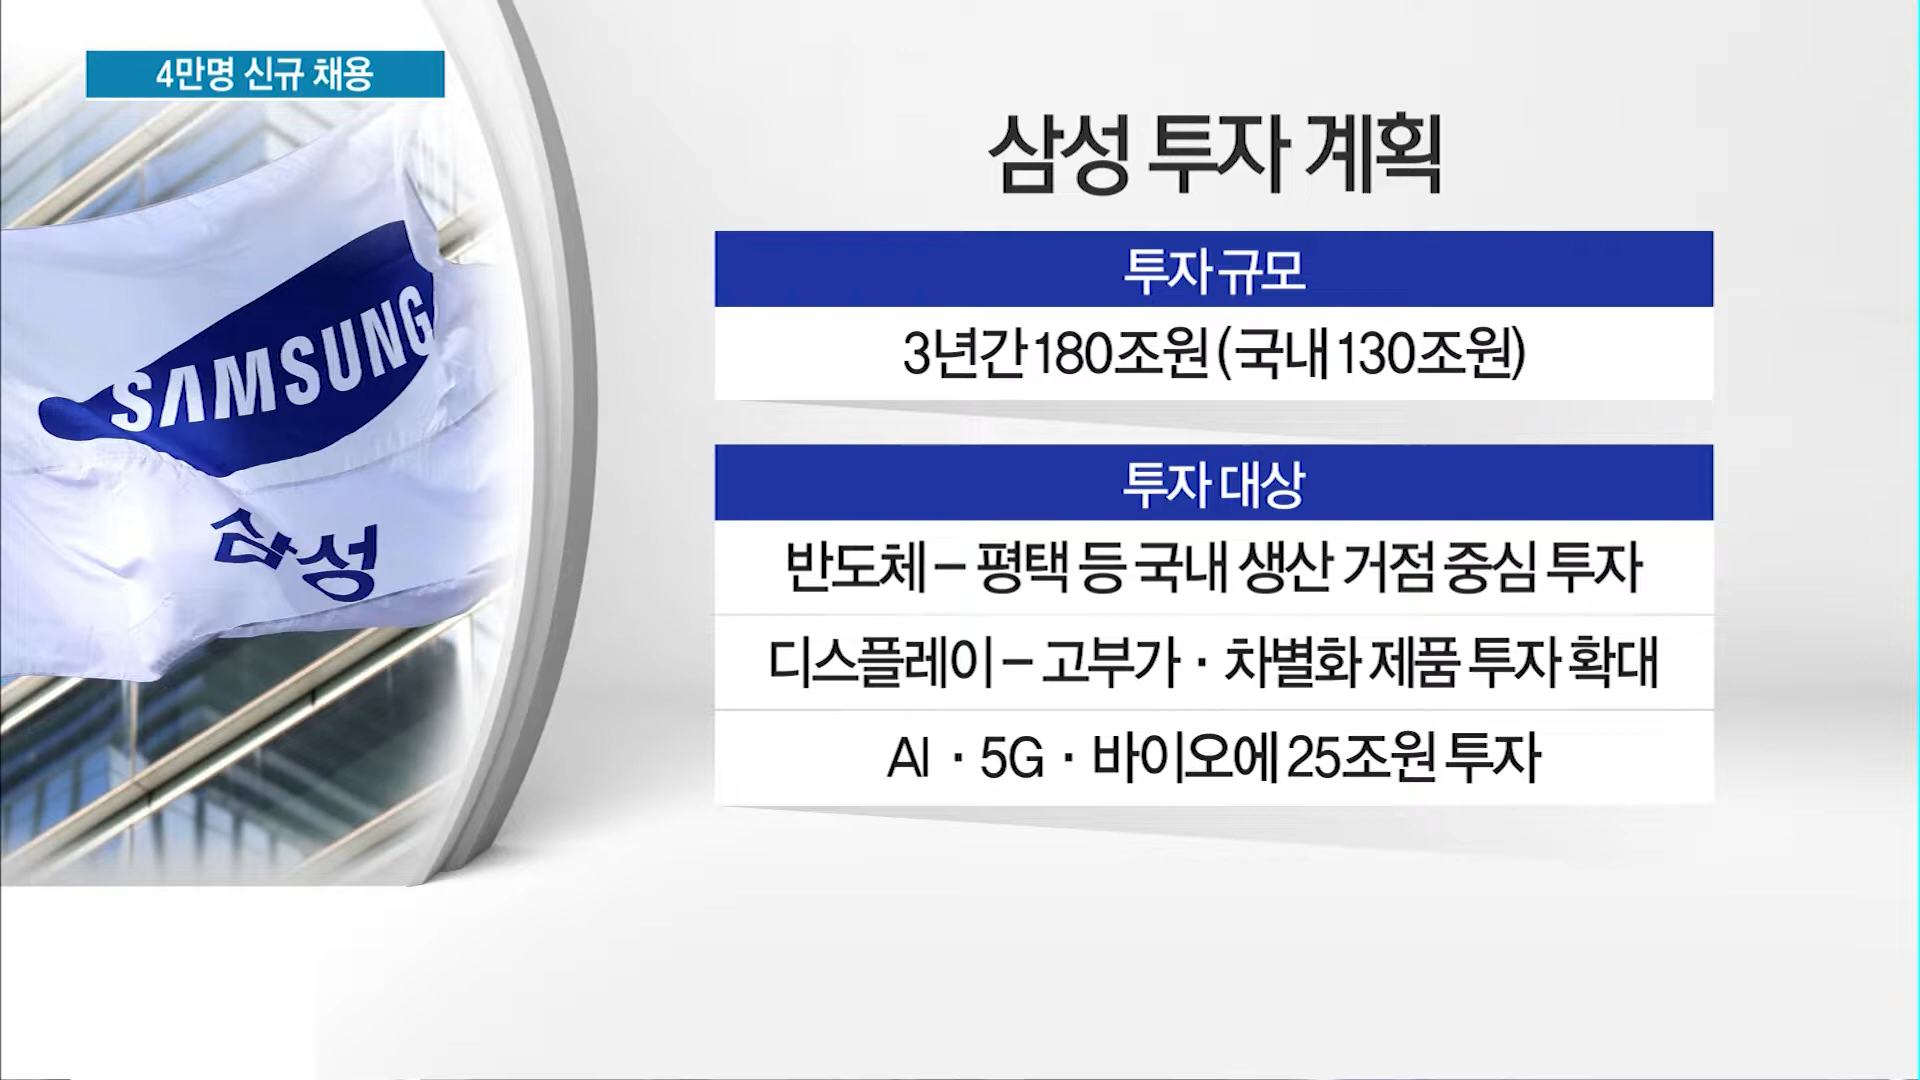 4만명 신규 채용
삼성 투자 계획
투자 규모
3년간 180조원 (국내 130조원)
투자 대상
반도체 – 평택 등 국내 생산 거점 중심 투자
디스플레이 – 고부가 · 차별화 제품 투자 확대
AI · 5G · 바이오에 25조원 투자
SAMSUNG
삼성